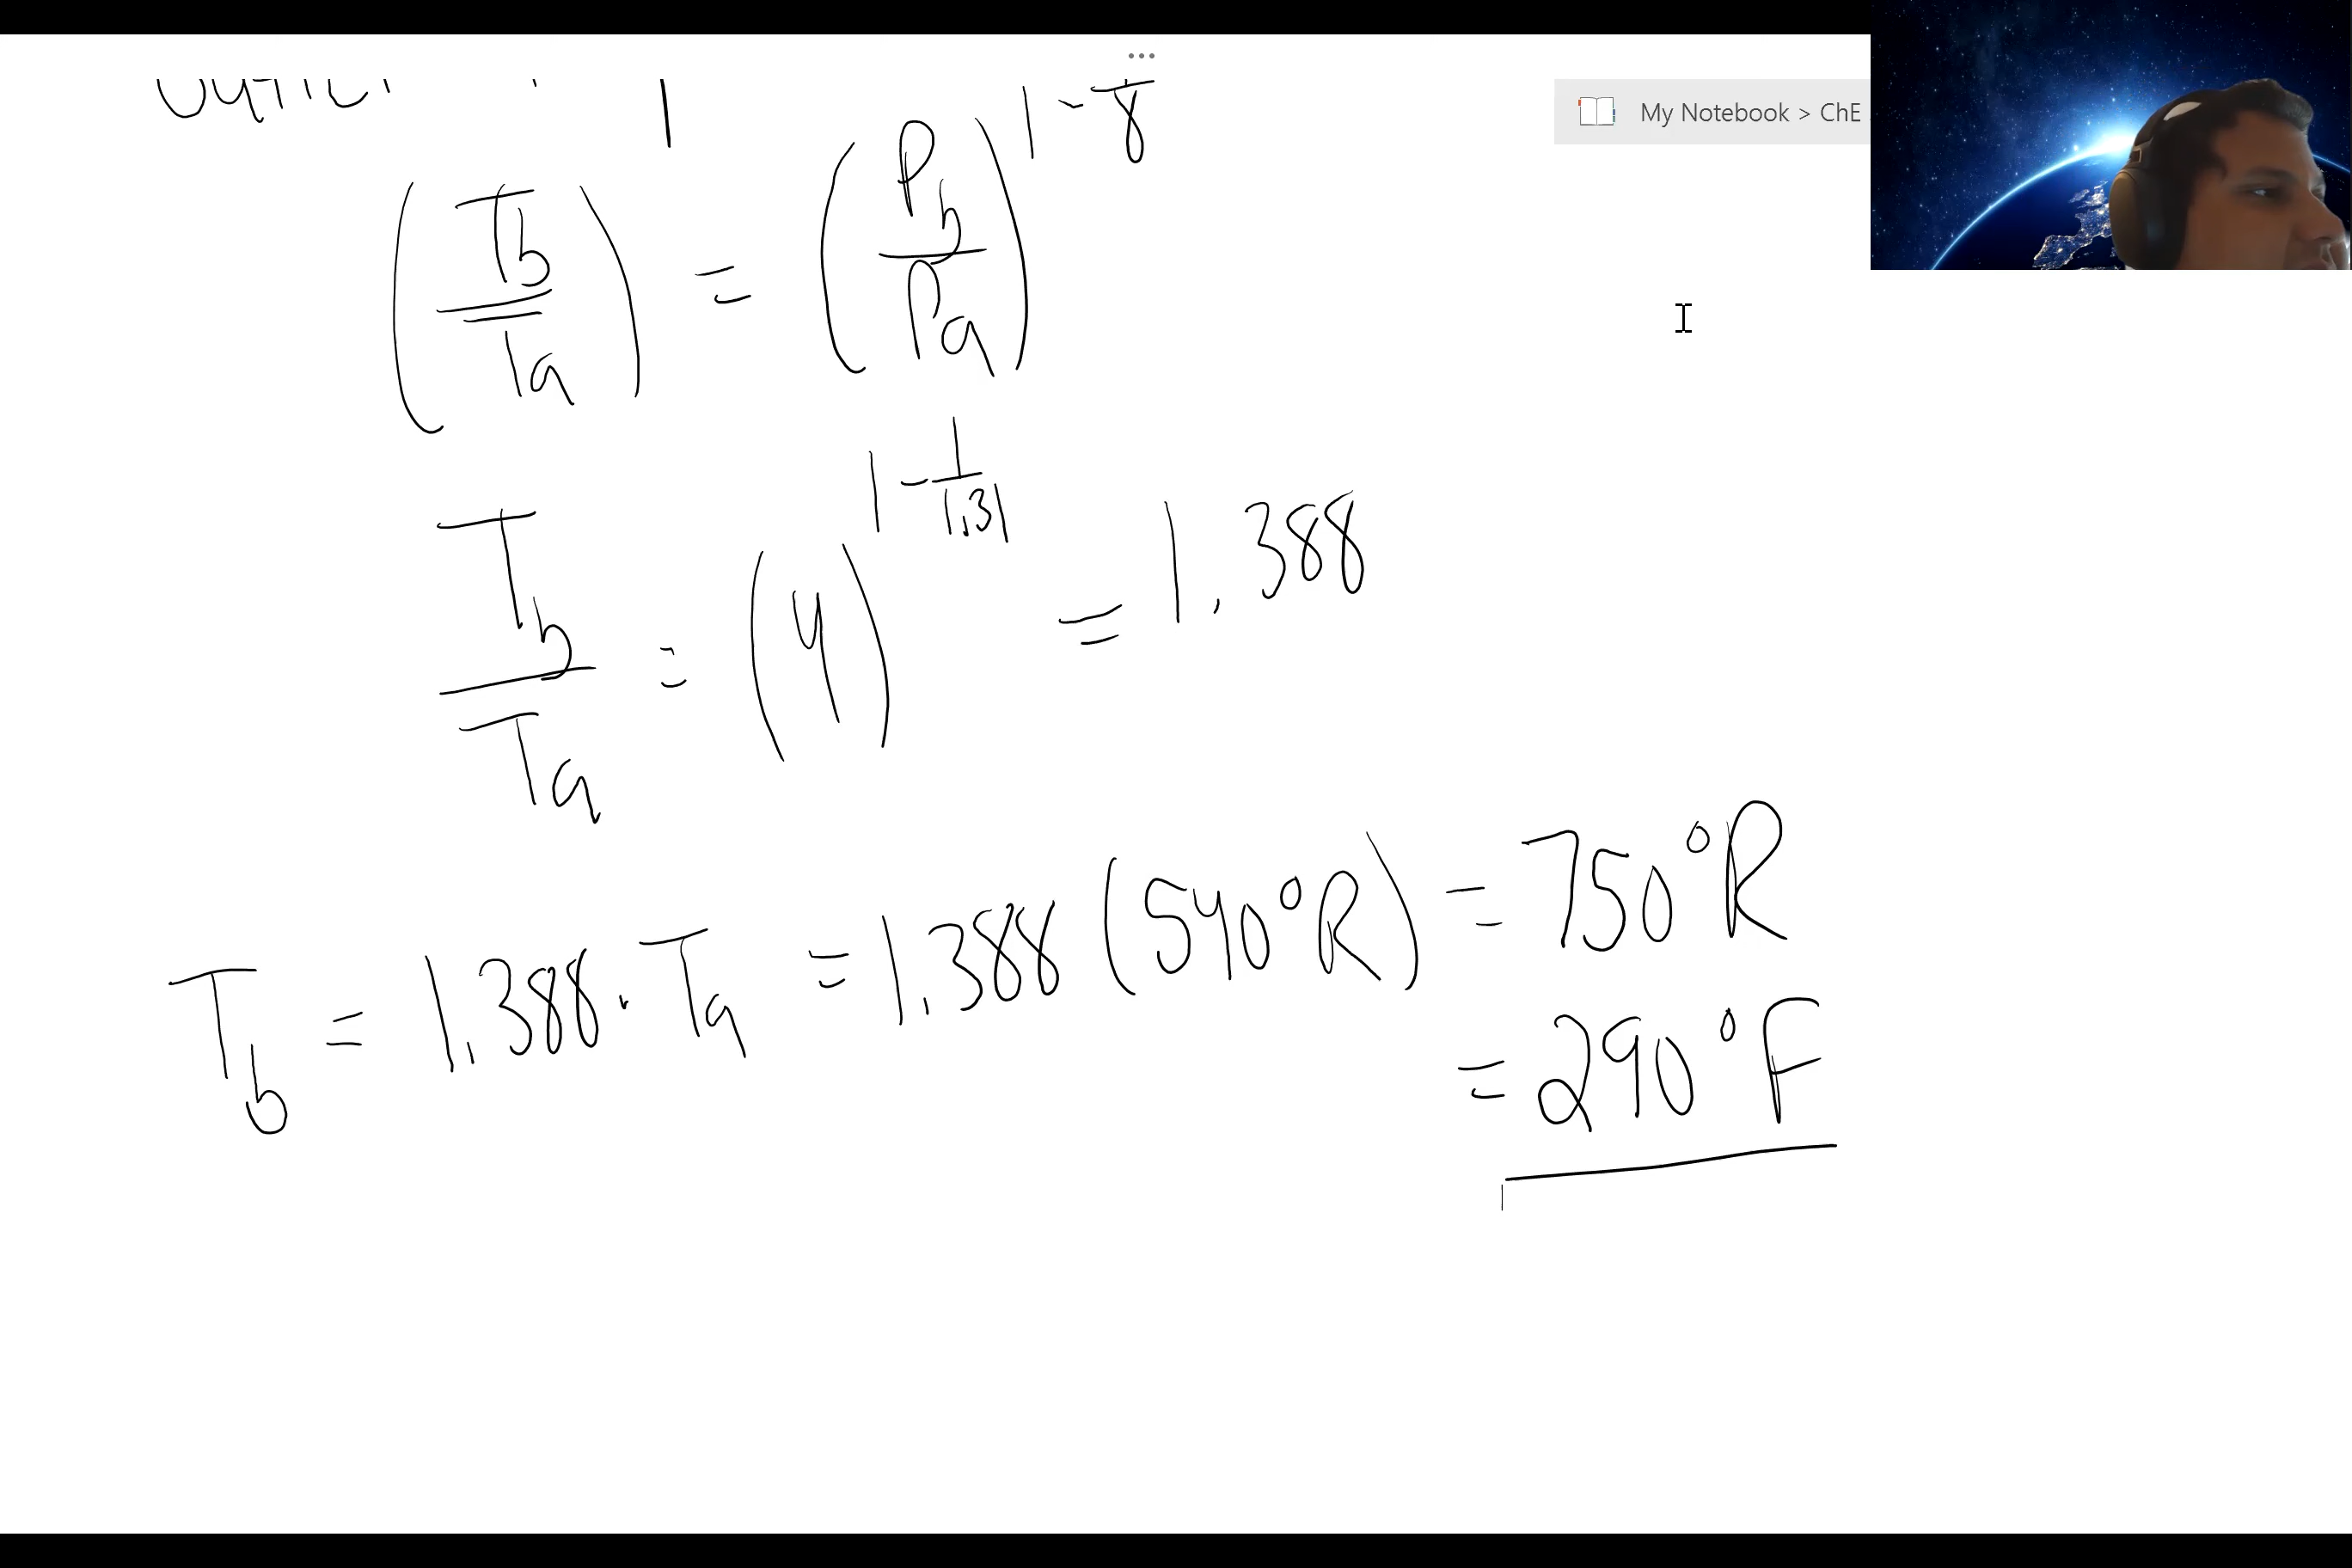 My Notebook > ChE
(Tb/Ta) = (Pb/Pa)^1-1/γ
Tb/Ta = (4)^1-1/1.31 = 1.388
Tb = 1.388 · Ta = 1.388 (540°R) = 750°R
= 290°F